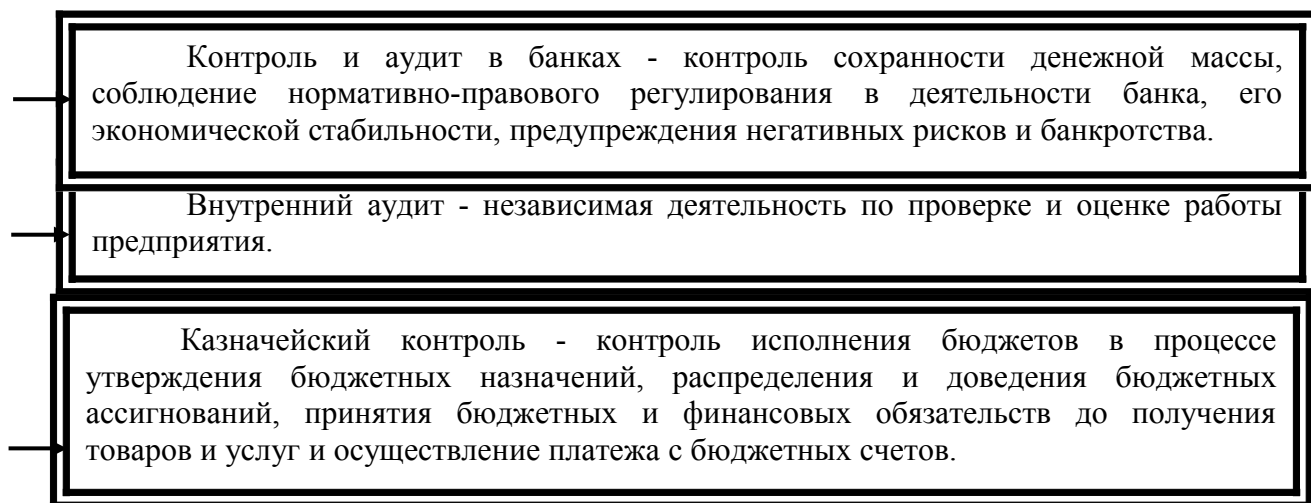 Контроль и аудит в банках - контроль сохранности денежной массы,
соблюдение нормативно-правового регулирования в деятельности банка, его
экономической стабильности, предупреждения негативных рисков и банкротства.
Внутренний аудит - независимая деятельность по проверке и оценке работы
предприятия.
Казначейский контроль - контроль исполнения бюджетов в процессе
утверждения бюджетных назначений, распределения и доведения бюджетных
ассигнований, принятия бюджетных и финансовых обязательств до получения
товаров и услуг и осуществление платежа с бюджетных счетов.